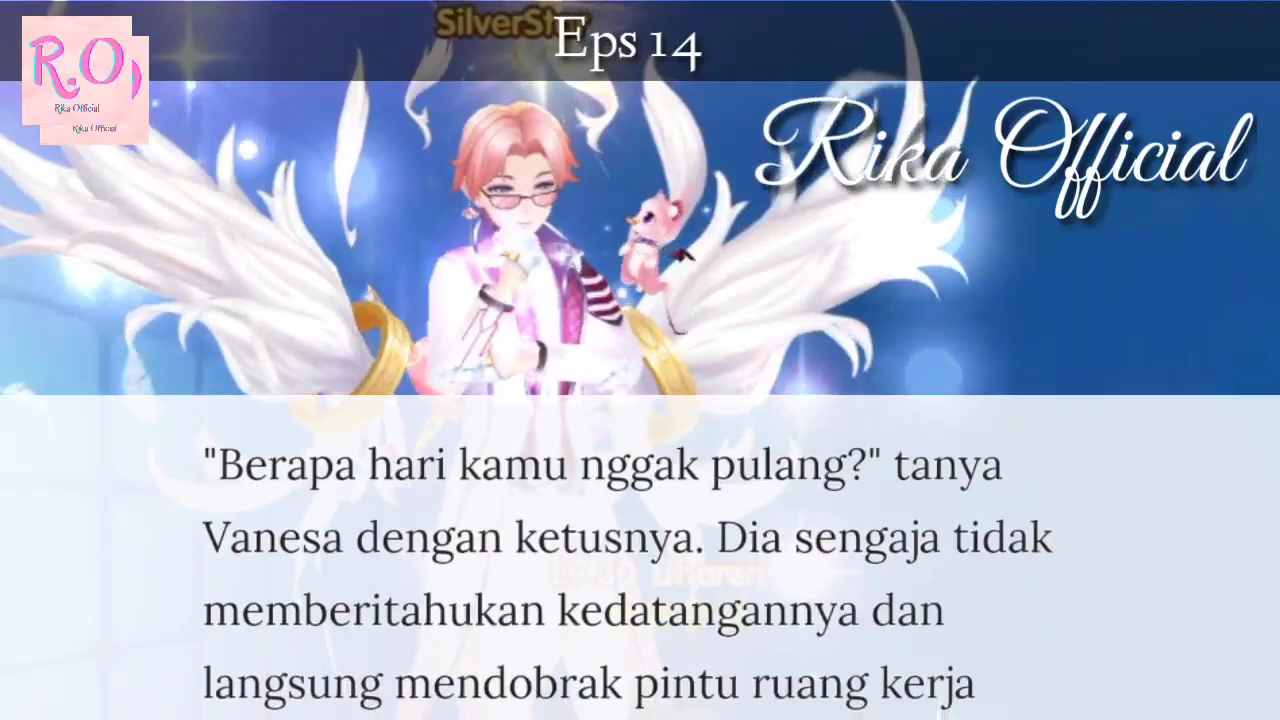 SilverSt
Eps 14
R.O
Rika Official
Rika Official
Rika Official
"Berapa hari kamu nggak pulang?" tanya
Vanesa dengan ketusnya. Dia sengaja tidak
memberitahukan kedatangannya dan
langsung mendobrak pintu ruang kerja